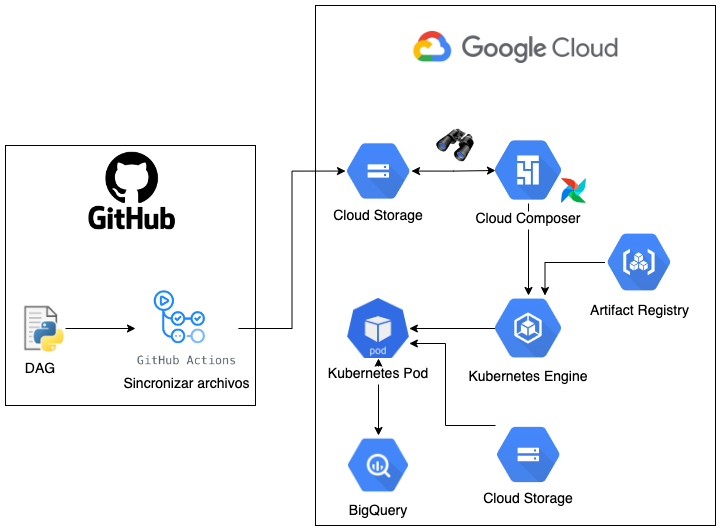 Google Cloud
GitHub
Cloud Storage
Cloud Composer
Artifact Registry
DAG
GitHub Actions
Sincronizar archivos
pod
Kubernetes Pod
Kubernetes Engine
BigQuery
Cloud Storage